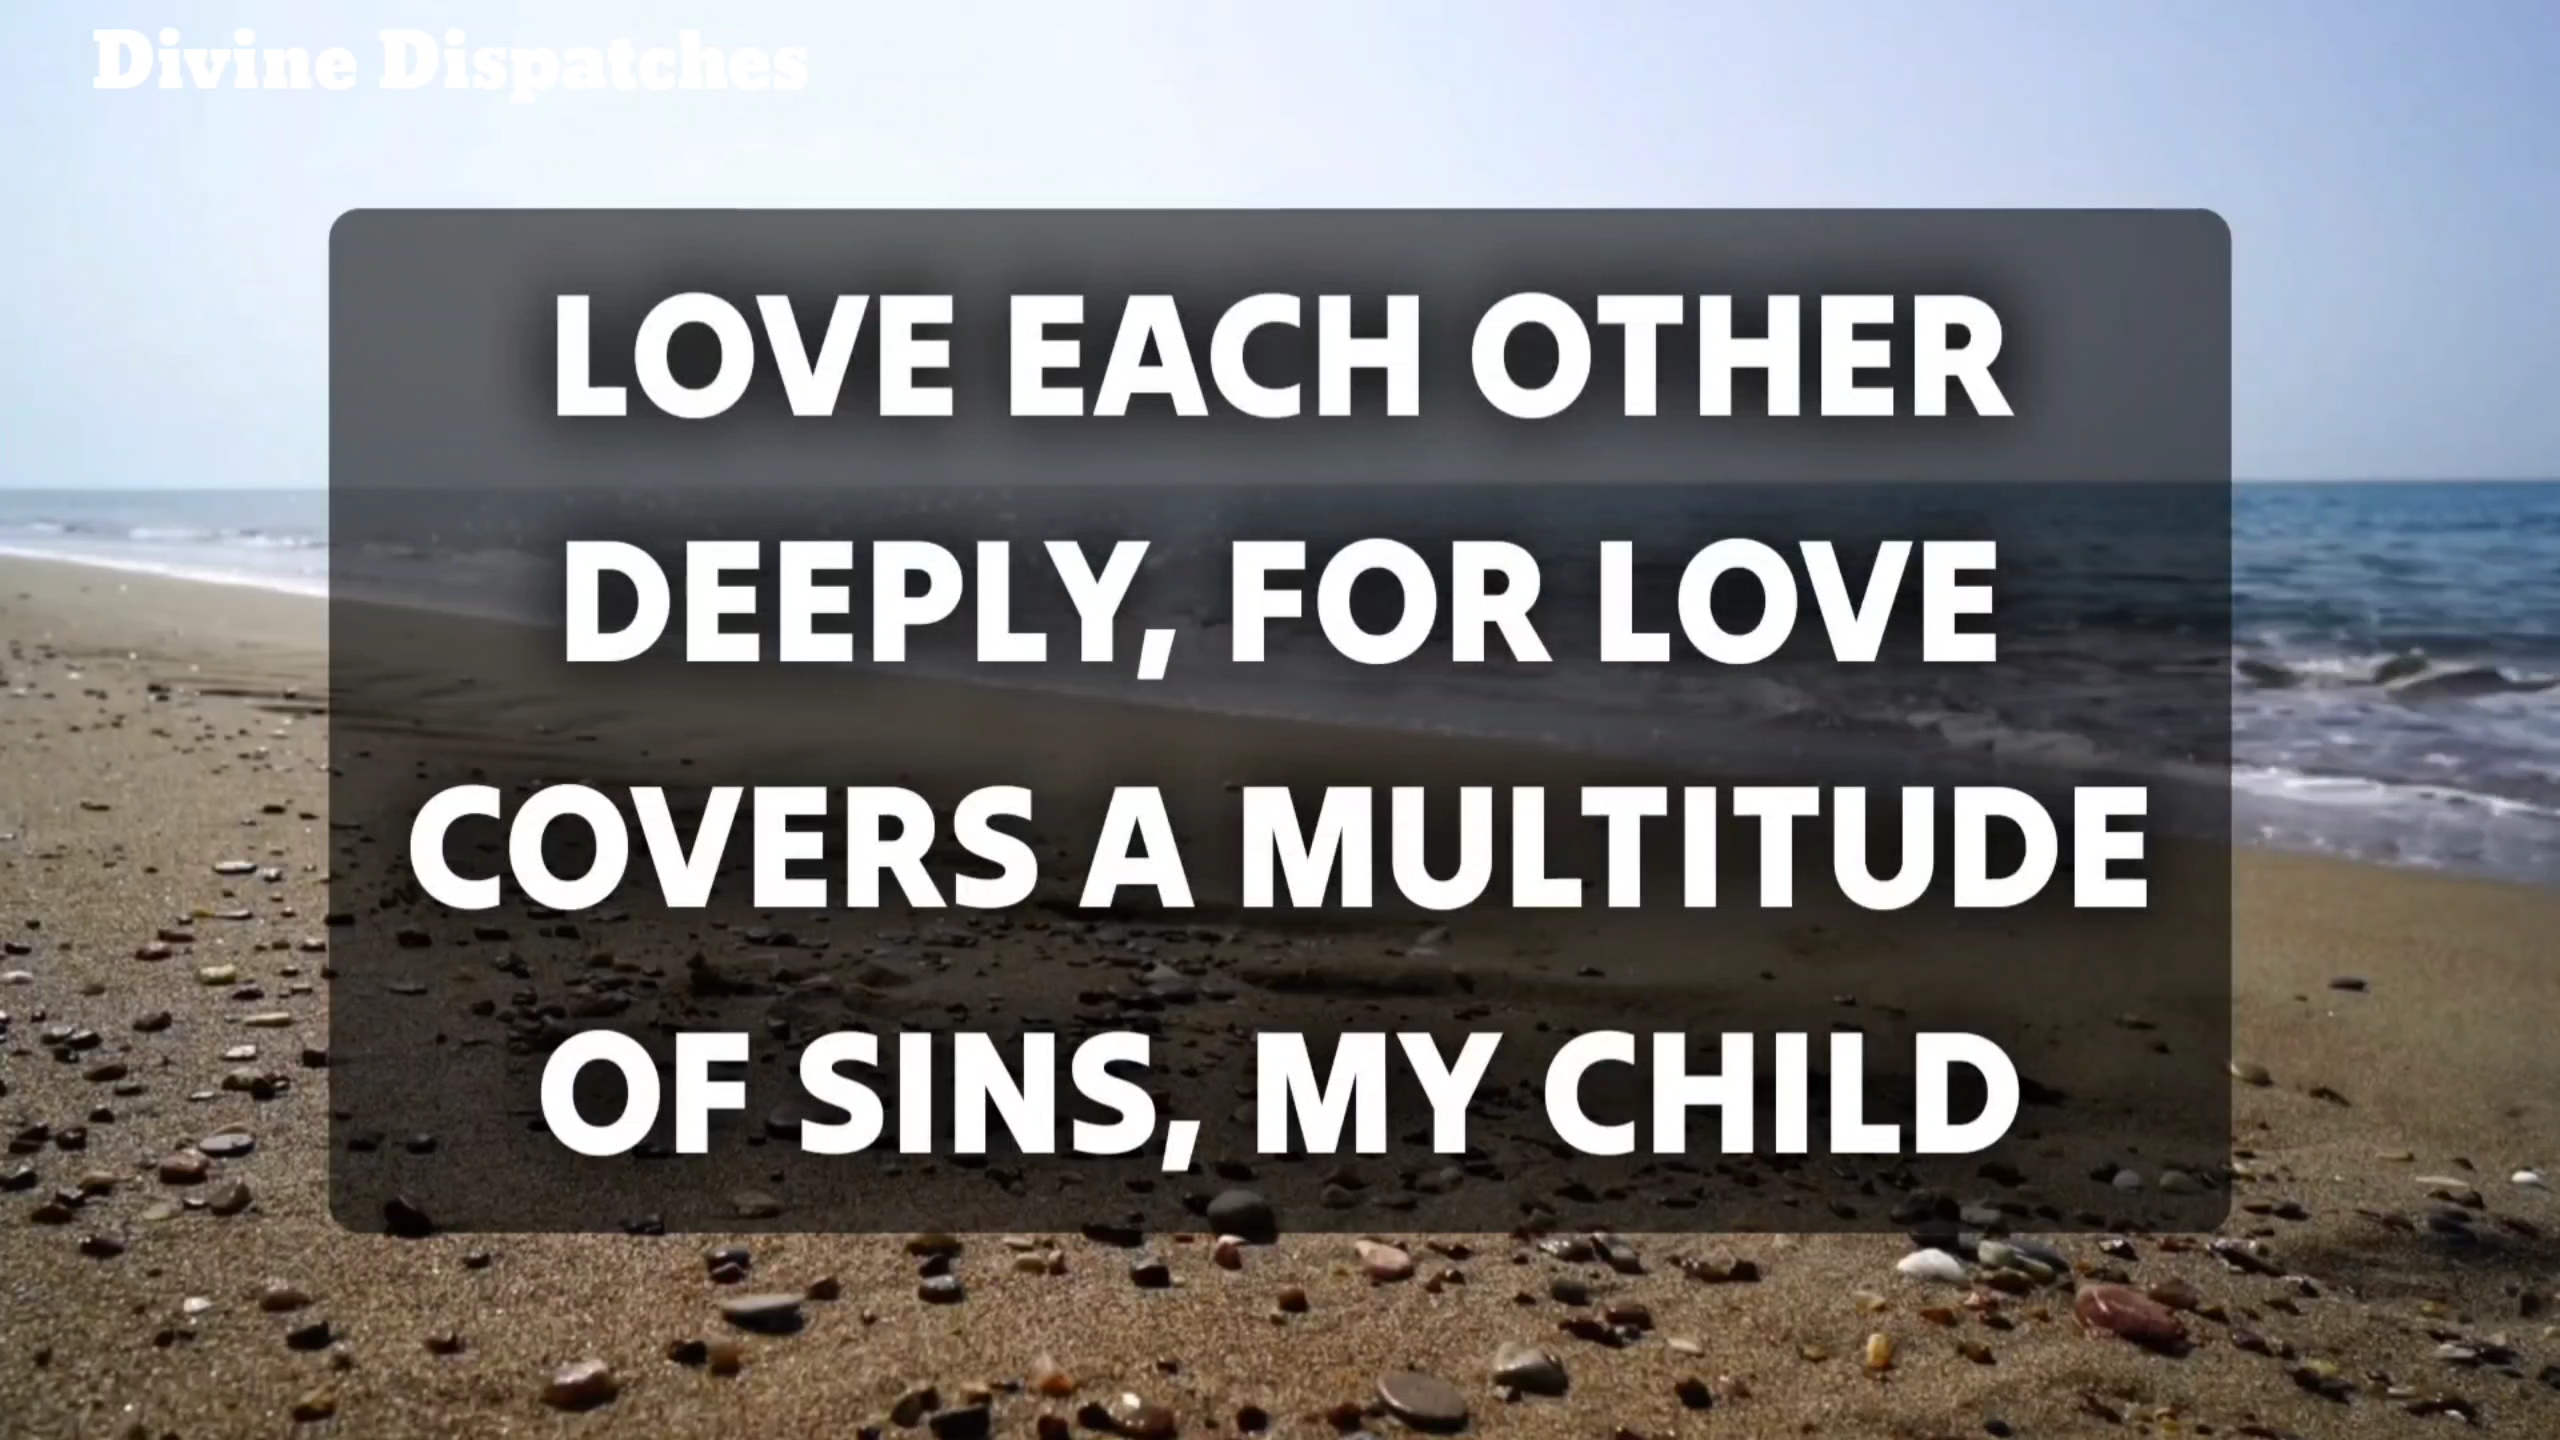 Divine Dispatches
LOVE EACH OTHER
DEEPLY, FOR LOVE
COVERS A MULTITUDE
OF SINS, MY CHILD